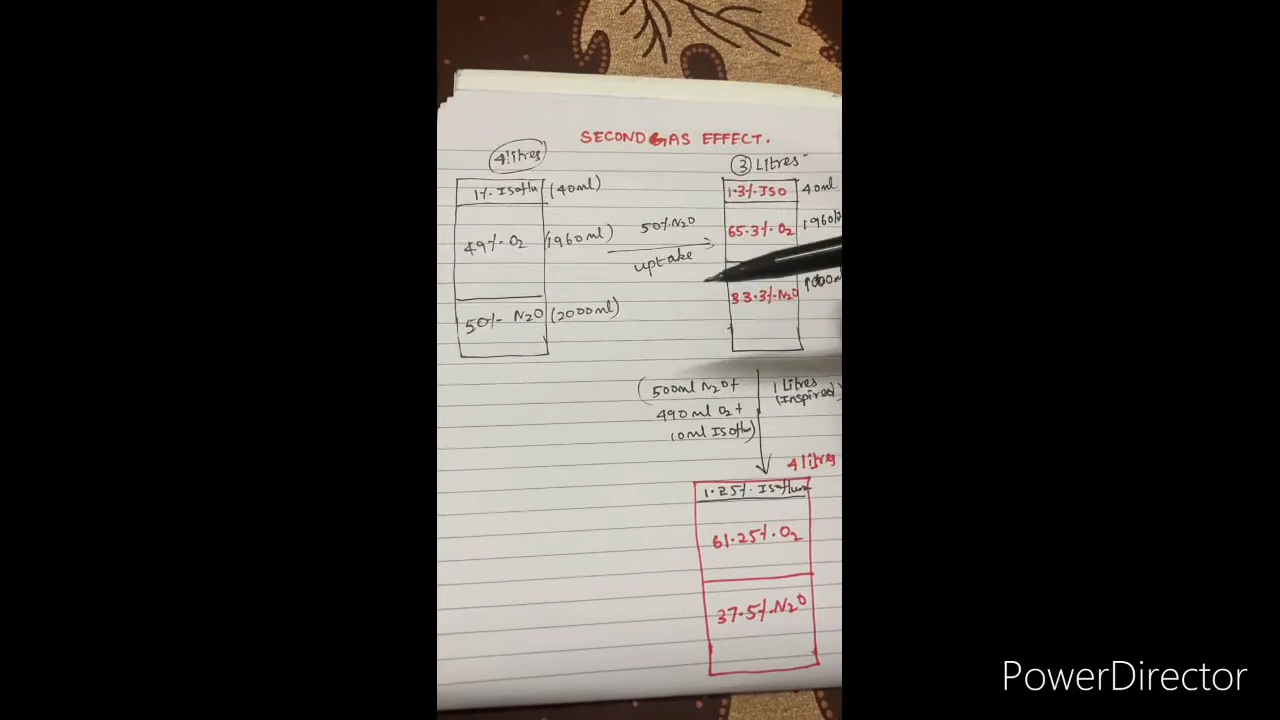 SECOND GAS EFFECT.
4 litres
1% Isoflu (40ml)
49% O2 (1960ml)
50% N2O (2000ml)
50% N2O
uptake
3 Litres
1.3% ISO 40ml
65.3% O2 1960
33.3% N2O
(500ml N2O+
490ml O2+
10ml Isoflu)
1 Litres
(Inspired)
4 litres
1.25% Isoflu
61.25% O2
37.5% N2O
PowerDirector